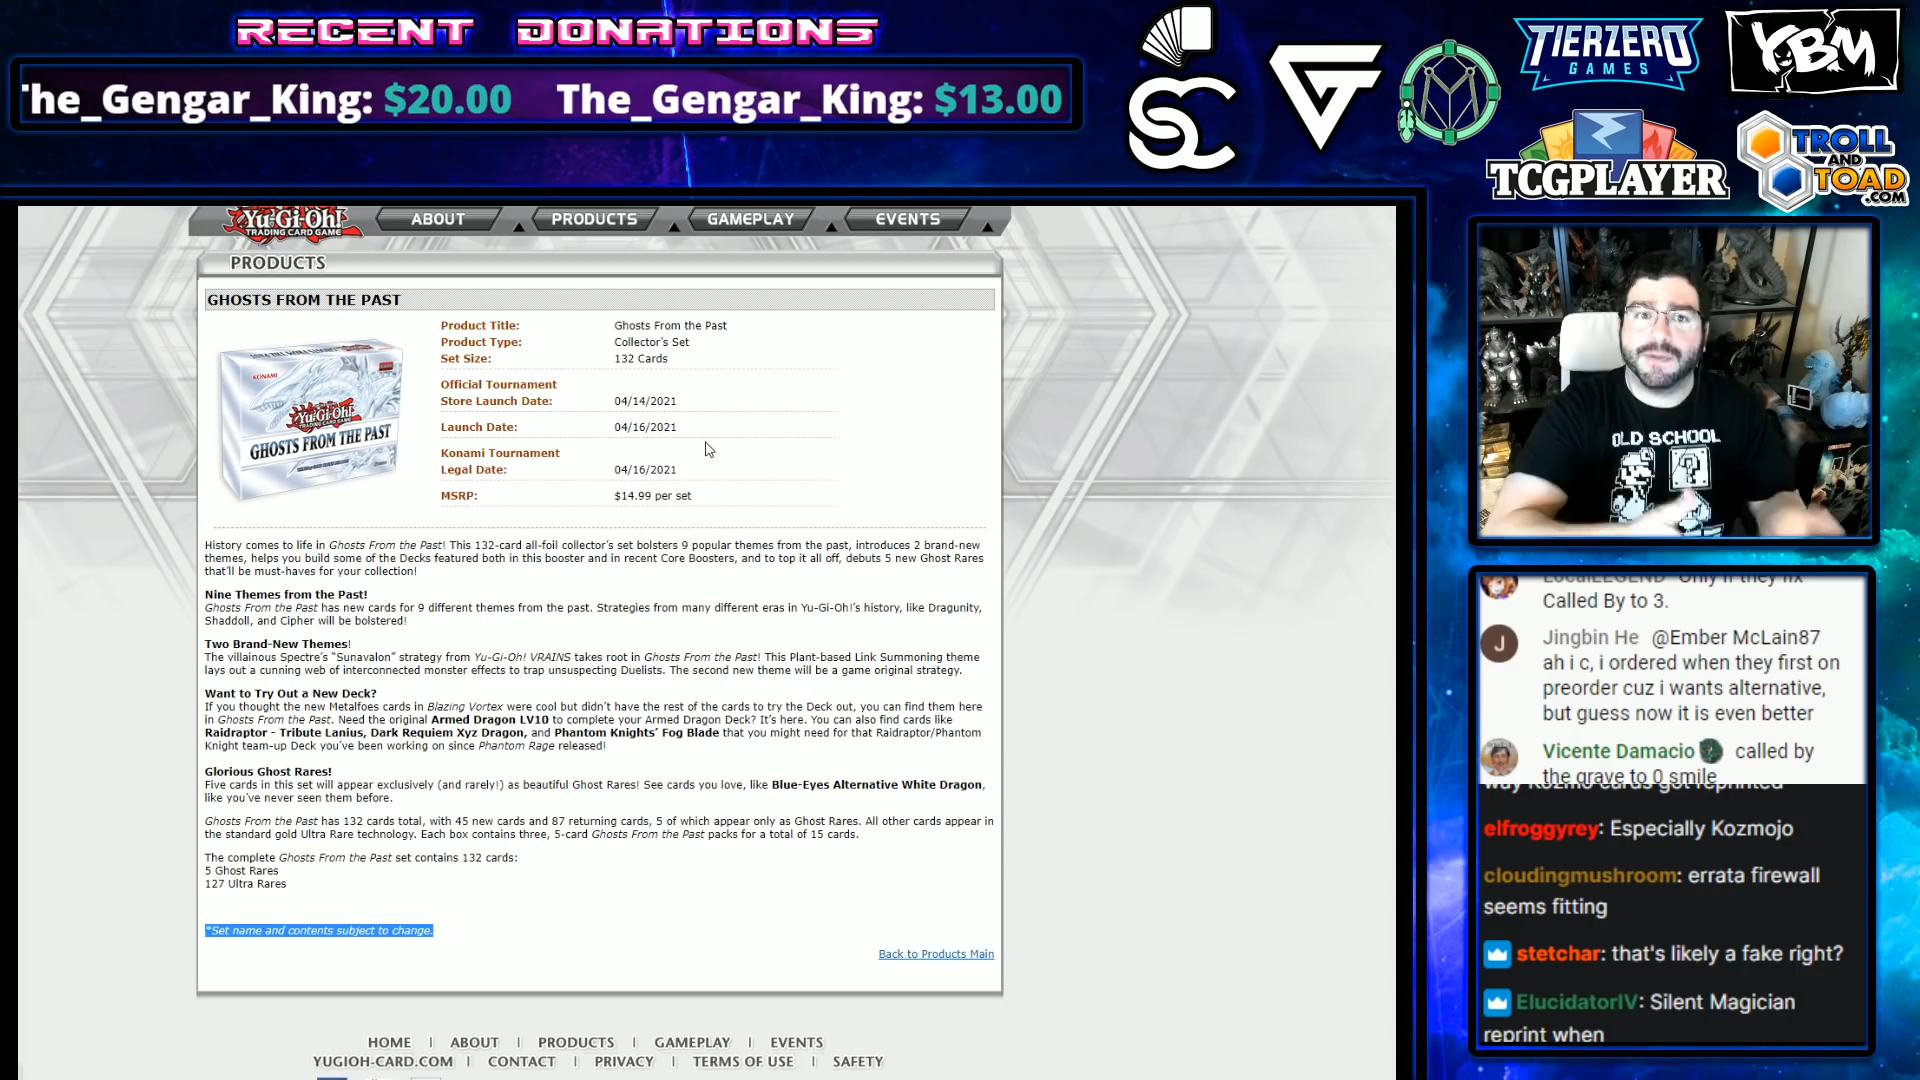 RECENT DONATIONS
he_Gengar_King: $20.00 The_Gengar_King: $13.00
SC
TIERZERO
GAMES
YBM
TCGPLAYER
TROLL
AND
TOAD
.COM
Yu-Gi-Oh!
TRADING CARD GAME
ABOUT
PRODUCTS
GAMEPLAY
EVENTS
PRODUCTS
GHOSTS FROM THE PAST
KONAMI
Yu-Gi-Oh!
GHOSTS FROM THE PAST
Product Title: Ghosts From the Past
Product Type: Collector's Set
Set Size: 132 Cards
Official Tournament
Store Launch Date: 04/14/2021
Launch Date: 04/16/2021
Konami Tournament
Legal Date: 04/16/2021
MSRP: $14.99 per set
History comes to life in Ghosts From the Past! This 132-card all-foil collector's set bolsters 9 popular themes from the past, introduces 2 brand-new
themes, helps you build some of the Decks featured both in this booster and in recent Core Boosters, and to top it all off, debuts 5 new Ghost Rares
that'll be must-haves for your collection!
Nine Themes from the Past!
Ghosts From the Past has new cards for 9 different themes from the past. Strategies from many different eras in Yu-Gi-Oh!'s history, like Dragunity,
Shaddoll, and Cipher will be bolstered!
Two Brand-New Themes!
The villainous Spectre's "Sunavalon" strategy from Yu-Gi-Oh! VRAINS takes root in Ghosts From the Past! This Plant-based Link Summoning theme
lays out a cunning web of interconnected monster effects to trap unsuspecting Duelists. The second new theme will be a game original strategy.
Want to Try Out a New Deck?
If you thought the new Metalfoes cards in Blazing Vortex were cool but didn't have the rest of the cards to try the Deck out, you can find them here
in Ghosts From the Past. Need the original Armed Dragon LV10 to complete your Armed Dragon Deck? It's here. You can also find cards like
Raidraptor - Tribute Lanius, Dark Requiem Xyz Dragon, and Phantom Knights' Fog Blade that you might need for that Raidraptor/Phantom
Knight team-up Deck you've been working on since Phantom Rage released!
Glorious Ghost Rares!
Five cards in this set will appear exclusively (and rarely!) as beautiful Ghost Rares! See cards you love, like Blue-Eyes Alternative White Dragon,
like you've never seen them before.
Ghosts From the Past has 132 cards total, with 45 new cards and 87 returning cards, 5 of which appear only as Ghost Rares. All other cards appear in
the standard gold Ultra Rare technology. Each box contains three, 5-card Ghosts From the Past packs for a total of 15 cards.
The complete Ghosts From the Past set contains 132 cards:
5 Ghost Rares
127 Ultra Rares
*Set name and contents subject to change.
Back to Products Main
HOME | ABOUT | PRODUCTS | GAMEPLAY | EVENTS
YUGIOH-CARD.COM | CONTACT | PRIVACY | TERMS OF USE | SAFETY
OLD SCHOOL
LocalLEGEND Only if they fix
Called By to 3.
J
Jingbin He @Ember McLain87
ah i c, i ordered when they first on
preorder cuz i wants alternative,
but guess now it is even better
Vicente Damacio called by
the grave to 0 smile
way Kozmo cards got reprinted
elfroggyrey: Especially Kozmojo
cloudingmushroom: errata firewall
seems fitting
stetchar: that's likely a fake right?
ElucidatorIV: Silent Magician
reprint when